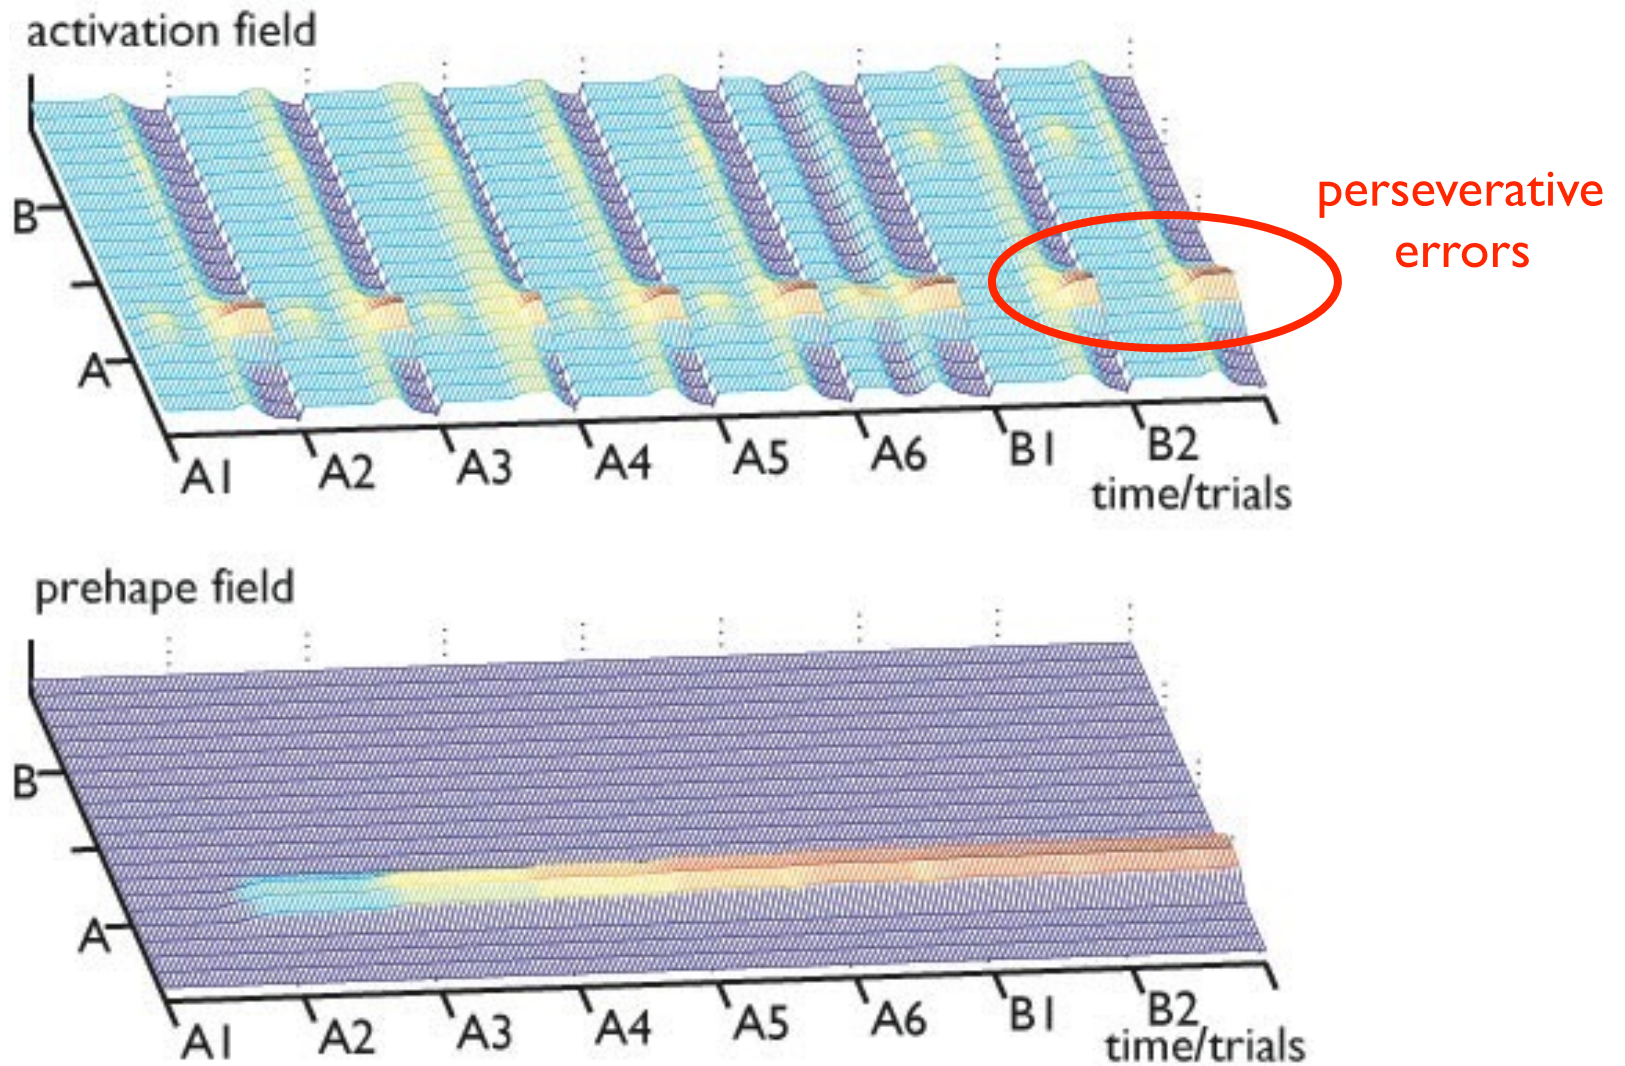 activation field
B
A
A1 A2 A3 A4 A5 A6 B1 B2
time/trials
perseverative
errors
prehape field
B
A
A1 A2 A3 A4 A5 A6 B1 B2
time/trials